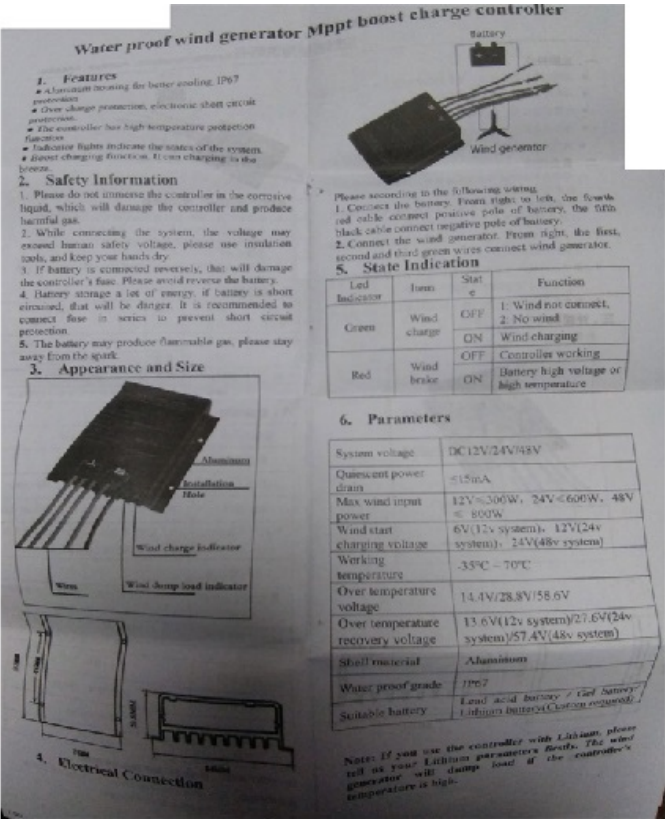 Water proof wind generator Mppt boost charge controller
1. Features
● Aluminum housing for better cooling, IP67
protection
● Over charge protection, electronic short circuit
protection.
● The controller has high temperature protection
function.
● Indicator lights indicate the states of the system.
● Boost charging function. It can charging in the
breeze.
2. Safety Information
1. Please do not immerse the controller in the corrosive
liquid, which will damage the controller and produce
harmful gas.
2. While connecting the system, the voltage may
exceed human safety voltage, please use insulation
tools, and keep your hands dry.
3. If battery is connected reversely, that will damage
the controller's fuse. Please avoid reverse the battery.
4. Battery storage a lot of energy, if battery is short
circuited, that will be danger. It is recommended to
connect fuse in series to prevent short circuit
protection.
5. The battery may produce flammable gas, please stay
away from the spark.
3. Appearance and Size
Aluminum
Installation
Hole
Wind charge indicator
Wires
Wind dump load indicator
4. Electrical Connection
Battery
Wind generator
Please according to the following wiring.
1. Connect the battery. From right to left, the fourth
red cable connect positive pole of battery, the fifth
black cable connect negative pole of battery.
2. Connect the wind generator. From right, the first,
second and third green wires connect wind generator.
5. State Indication
Led Indicator Item State Function
Green Wind charge OFF 1: Wind not connect, 2: No wind
ON Wind charging
Red Wind brake OFF Controller working
ON Battery high voltage or high temperature
6. Parameters
System voltage DC12V/24V/48V
Quiescent power drain ≤15mA
Max wind input power 12V≤300W, 24V≤600W, 48V ≤ 800W
Wind start charging voltage 6V(12v system), 12V(24v system), 24V(48v system)
Working temperature -35℃ ~ 70℃
Over temperature voltage 14.4V/28.8V/58.6V
Over temperature recovery voltage 13.6V(12v system)/27.6V(24v system)/57.4V(48v system)
Shell material Aluminum
Water proof grade IP67
Suitable battery Lead acid battery / Gel battery Lithium battery(Custom required)
Note: If you use the controller with Lithium, please
tell us your Lithium parameters firstly. The wind
generator will dump load if the controller's
temperature is high.